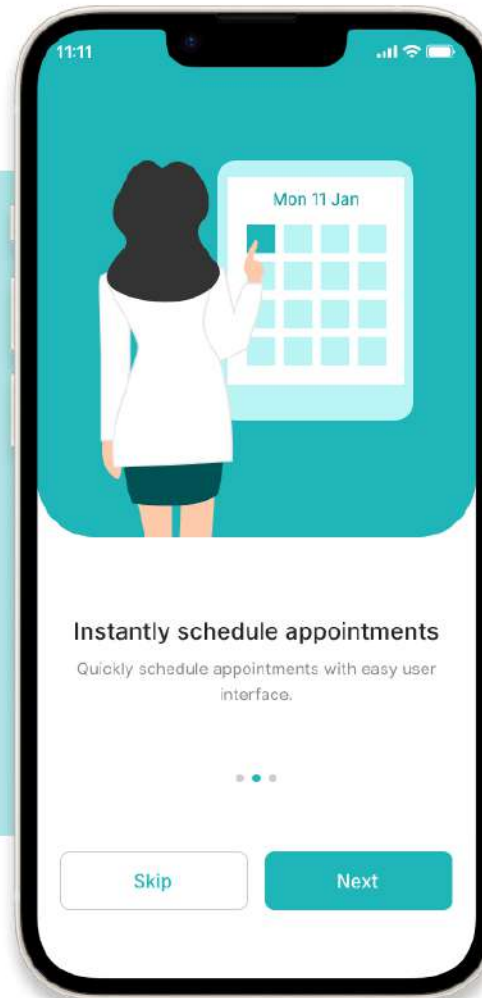 11:11
Mon 11 Jan
Instantly schedule appointments
Quickly schedule appointments with easy user
interface.
Skip
Next